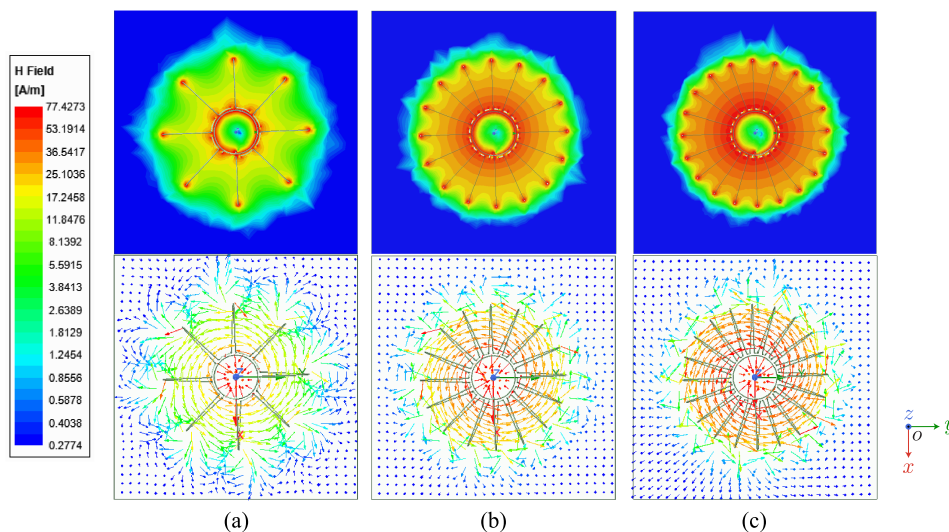 H Field
[A/m]
77.4273
53.1914
36.5417
25.1036
17.2458
11.8476
8.1392
5.5915
3.8413
2.6389
1.8129
1.2454
0.8556
0.5878
0.4038
0.2774
X
z
O
y
x
(a)
(b)
(c)